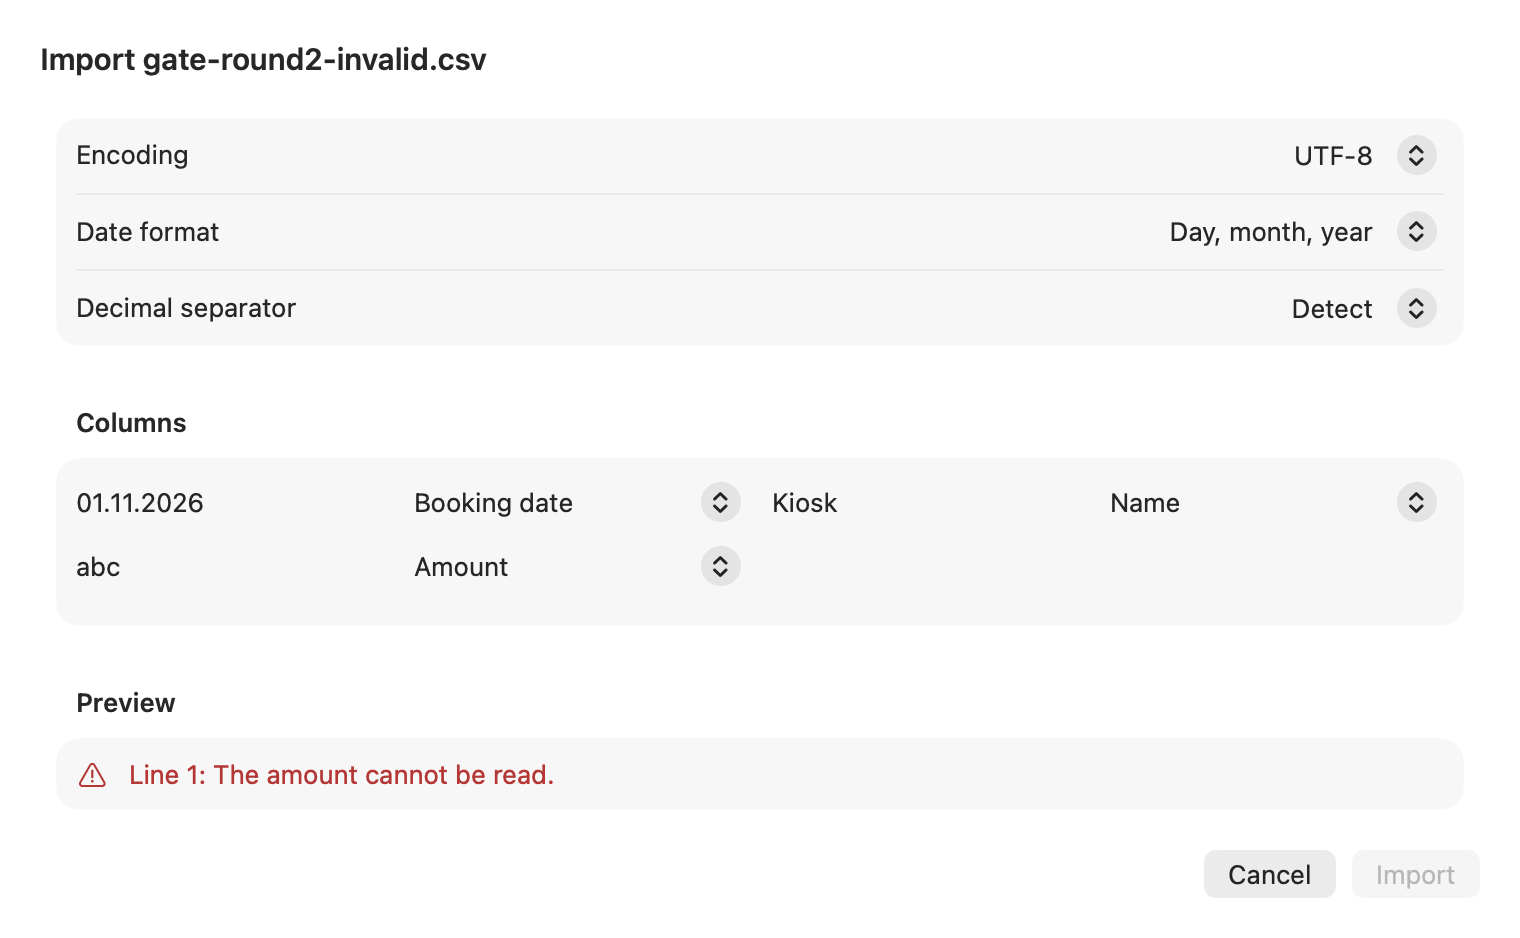 Import gate-round2-invalid.csv
Encoding UTF-8
Date format Day, month, year
Decimal separator Detect
Columns
01.11.2026 Booking date Kiosk Name
abc Amount
Preview
Line 1: The amount cannot be read.
Cancel Import